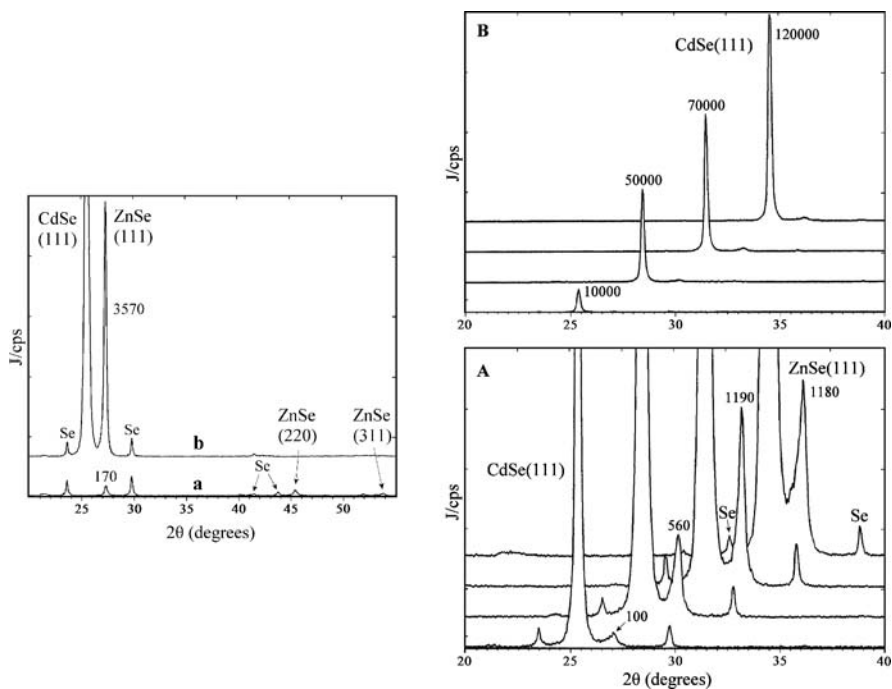 CdSe
(111)
ZnSe
(111)
3570
Se
Se
b
ZnSe
(220)
ZnSe
(311)
Se
170
a
J/cps
25 30 35 40 45 50
2θ (degrees)
B
CdSe(111)
120000
70000
50000
10000
J/cps
20 25 30 35 40
A
ZnSe(111)
1180
1190
CdSe(111)
Se
Se
560
100
J/cps
20 25 30 35 40
2θ (degrees)